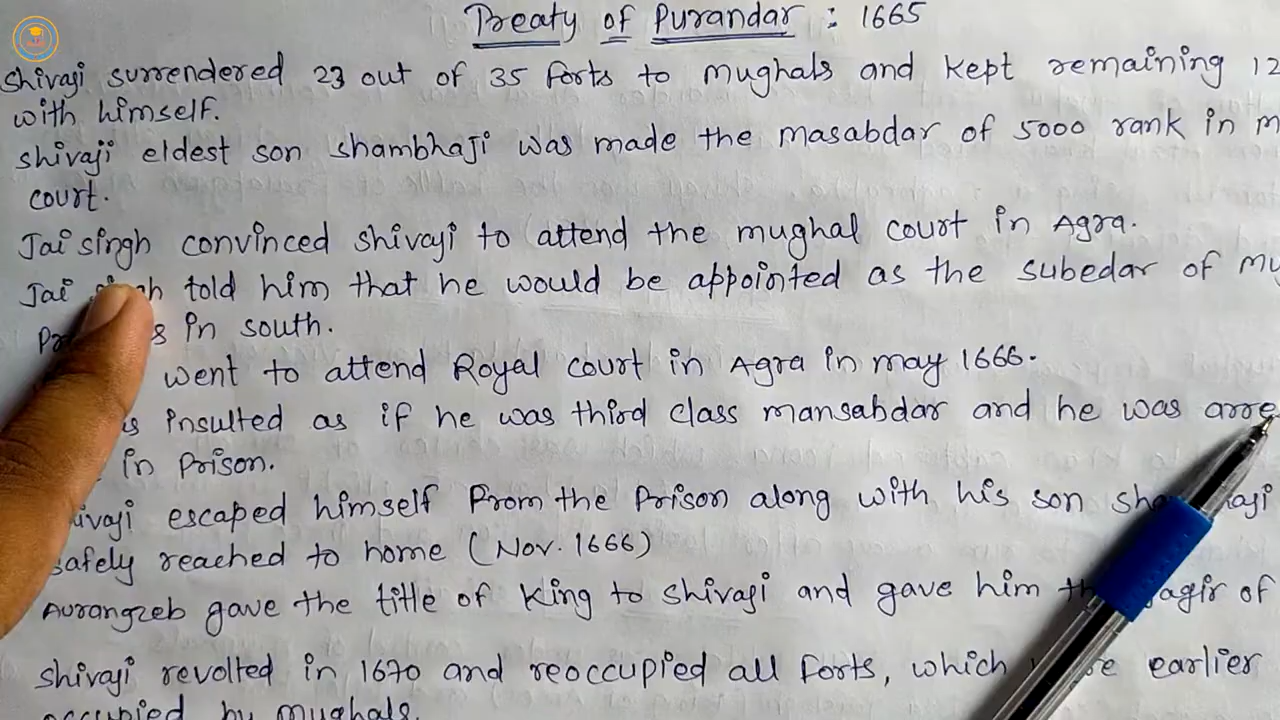 Treaty of Purandar : 1665
Shivaji surrendered 23 out of 35 forts to mughals and kept remaining 12
with himself.
Shivaji eldest son shambhaji was made the masabdar of 5000 rank in
court.
Jai singh convinced shivaji to attend the mughal court in Agra.
Jai told him that he would be appointed as the subedar of
in south.
went to attend Royal court in Agra in may 1666.
insulted as if he was third class mansabdar and he was
in prison.
escaped himself from the prison along with his son
safely reached to home (Nov. 1666)
Aurangzeb gave the title of king to shivaji and gave him of
shivaji revolted in 1670 and reoccupied all forts, which earlier
occupied by mughals.